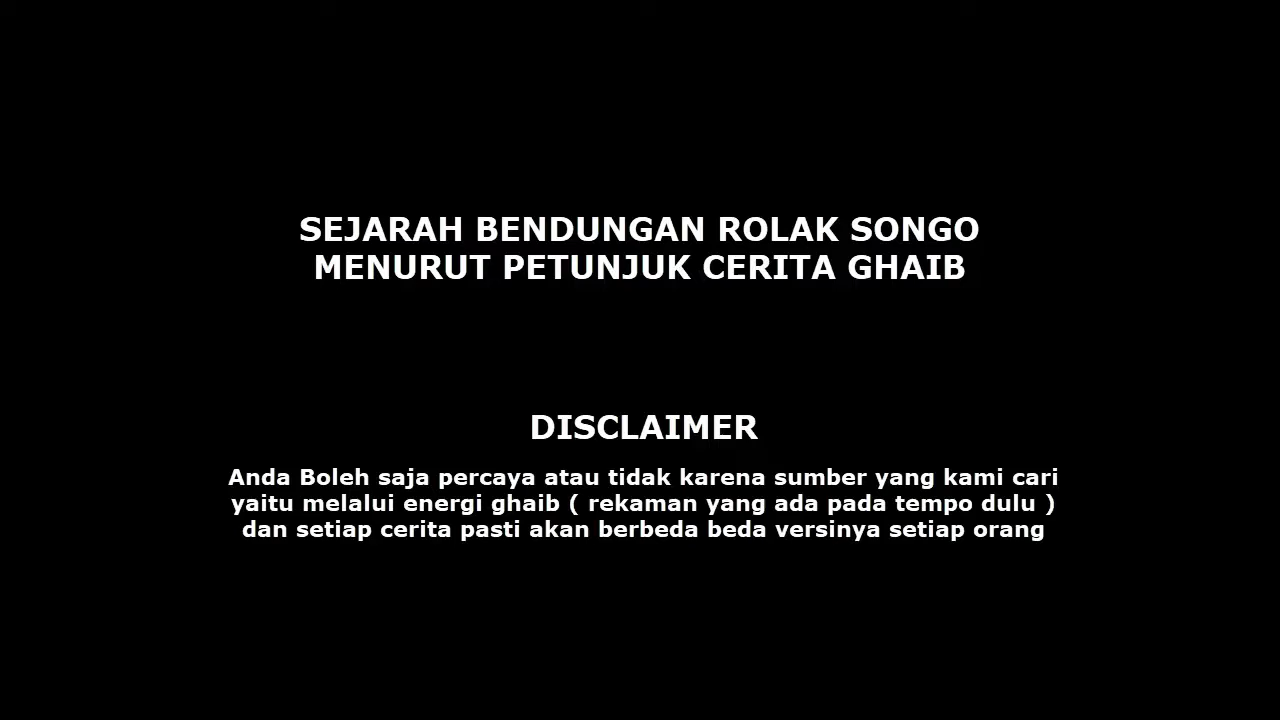 SEJARAH BENDUNGAN ROLAK SONGO
MENURUT PETUNJUK CERITA GHAIB
DISCLAIMER
Anda Boleh saja percaya atau tidak karena sumber yang kami cari
yaitu melalui energi ghaib ( rekaman yang ada pada tempo dulu )
dan setiap cerita pasti akan berbeda beda versinya setiap orang